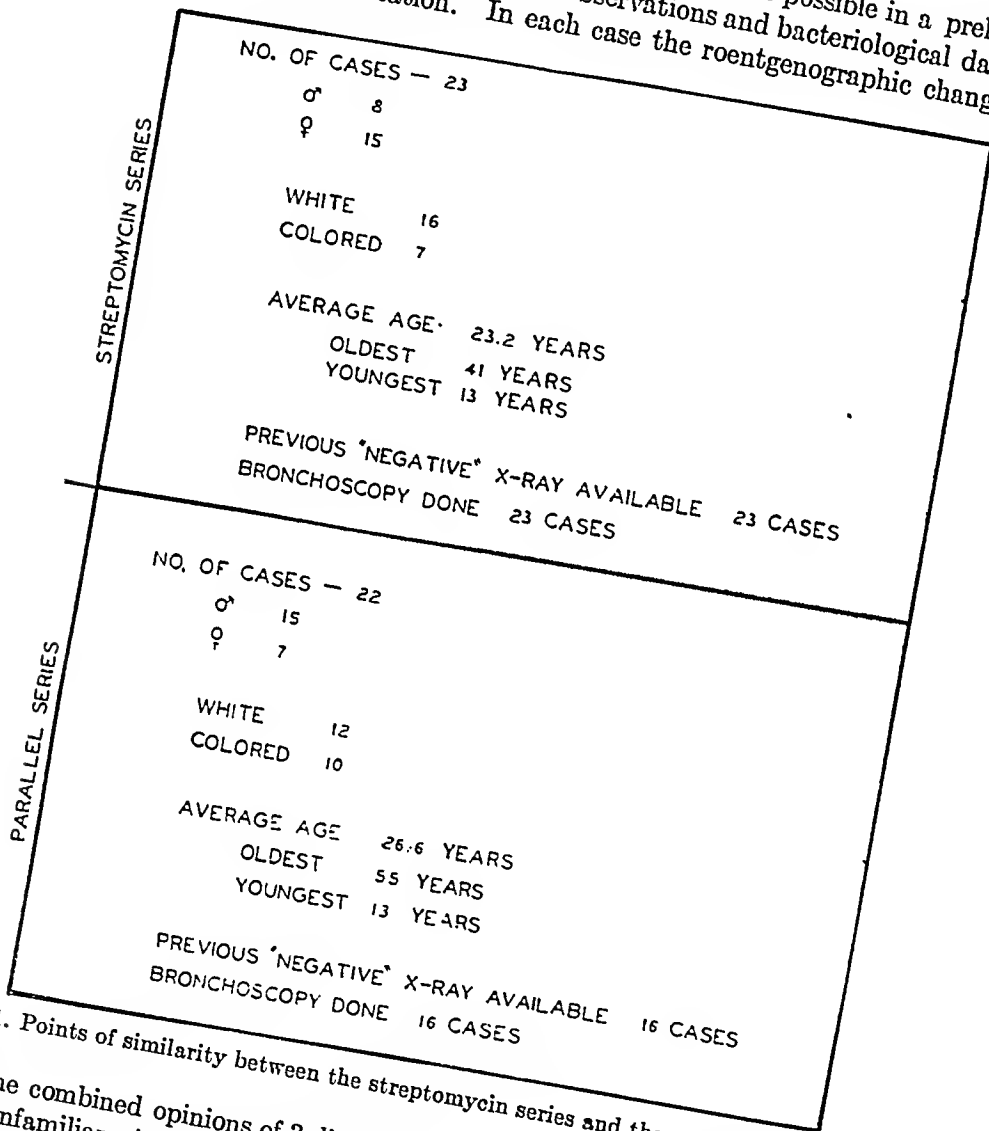 possible in a
observations and bacteriological
In each case the roentgenographic
STREPTOMYCIN SERIES
NO. OF CASES — 23
♂ 8
♀ 15
WHITE 16
COLORED 7
AVERAGE AGE· 23.2 YEARS
OLDEST 41 YEARS
YOUNGEST 13 YEARS
PREVIOUS "NEGATIVE" X-RAY AVAILABLE 23 CASES
BRONCHOSCOPY DONE 23 CASES
PARALLEL SERIES
NO. OF CASES — 22
♂ 15
♀ 7
WHITE 12
COLORED 10
AVERAGE AGE 26.6 YEARS
OLDEST 55 YEARS
YOUNGEST 13 YEARS
PREVIOUS "NEGATIVE" X-RAY AVAILABLE 16 CASES
BRONCHOSCOPY DONE 16 CASES
1. Points of similarity between the streptomycin series and
combined opinions of